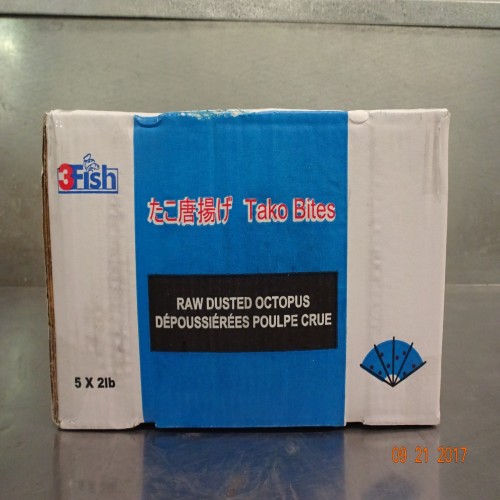 3Fish
たこ唐揚げ Tako Bites
RAW DUSTED OCTOPUS
DÉPOUSSIÉRÉES POULPE CRUE
5 X 2lb
09 21 2017